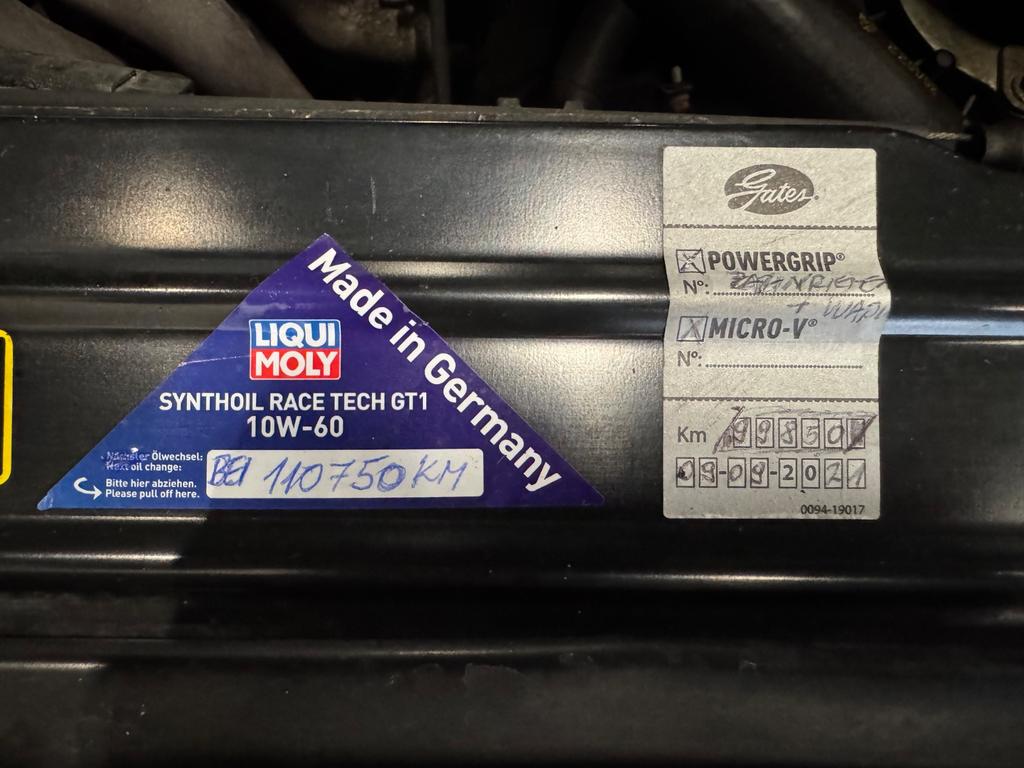 Made in Germany
LIQUI
MOLY
SYNTHOIL RACE TECH GT1
10W-60
Nächster Ölwechsel:
Next oil change:
BEI 110750KM
Bitte hier abziehen.
Please pull off here.
Gates®
POWERGRIP®
Nº:
MICRO-V®
Nº:
Km
09-09-2021
0094-19017